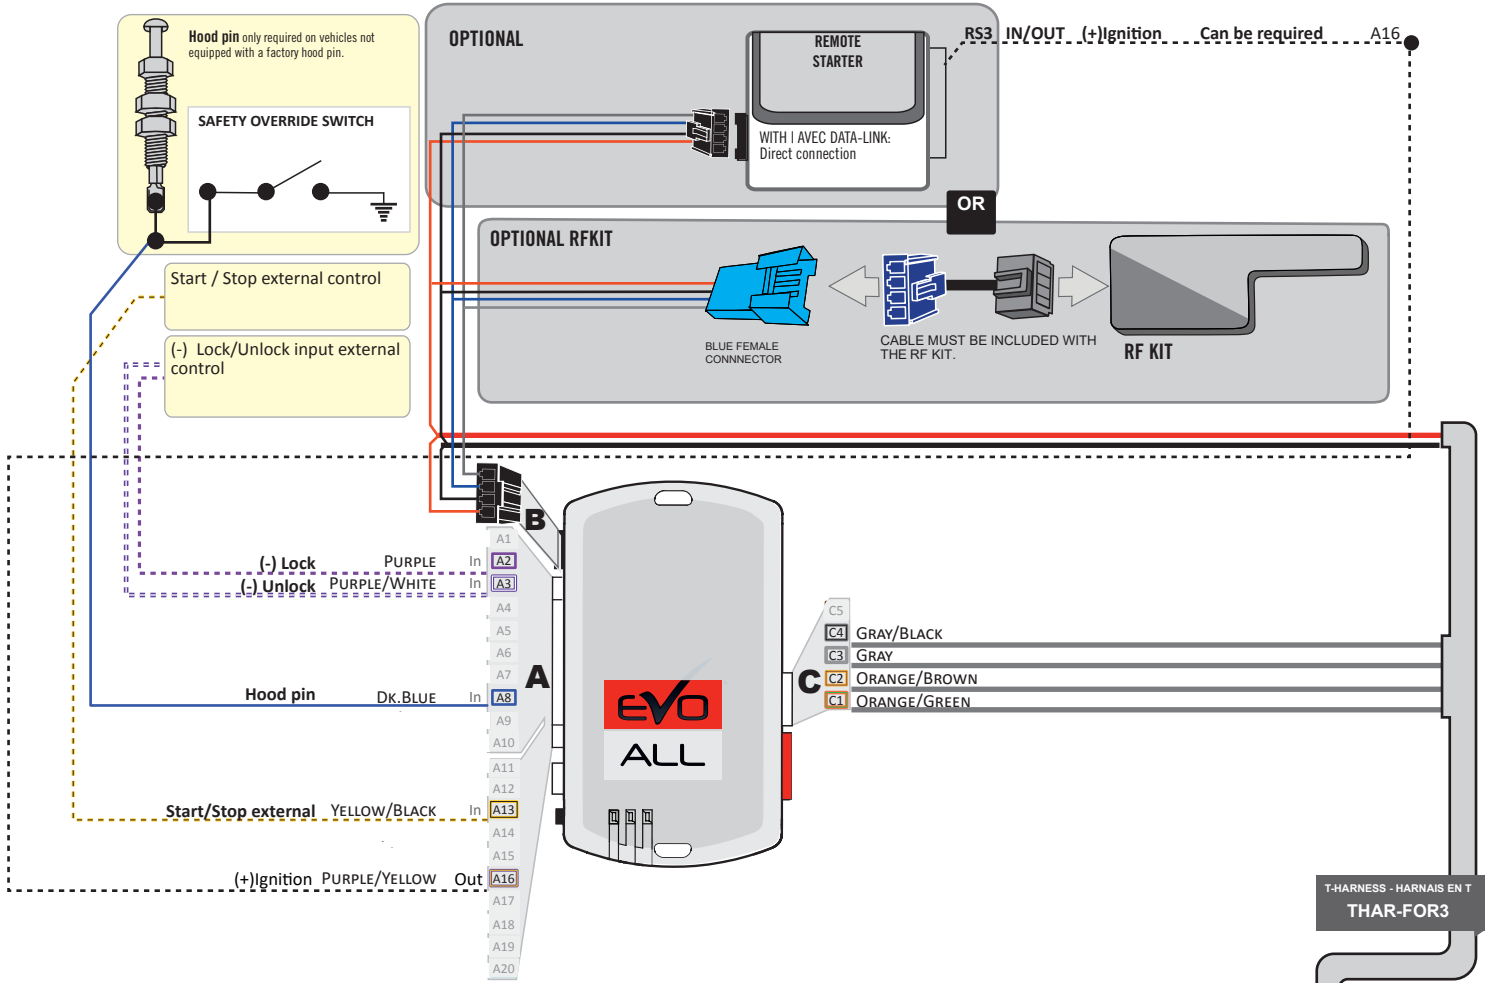 Hood pin only required on vehicles not
equipped with a factory hood pin.
SAFETY OVERRIDE SWITCH
Start / Stop external control
(-) Lock/Unlock input external
control
OPTIONAL
REMOTE
STARTER
WITH | AVEC DATA-LINK:
Direct connection
RS3 IN/OUT (+)Ignition Can be required A16
OR
OPTIONAL RFKIT
BLUE FEMALE
CONNNECTOR
CABLE MUST BE INCLUDED WITH
THE RF KIT.
RF KIT
B
A1
(-) Lock PURPLE In A2
(-) Unlock PURPLE/WHITE In A3
A4
A5
A6
A7
A
Hood pin DK.BLUE In A8
A9
A10
A11
A12
Start/Stop external YELLOW/BLACK In A13
A14
A15
(+)Ignition PURPLE/YELLOW Out A16
A17
A18
A19
A20
EVO
ALL
C
C5
C4 GRAY/BLACK
C3 GRAY
C2 ORANGE/BROWN
C1 ORANGE/GREEN
T-HARNESS - HARNAIS EN T
THAR-FOR3